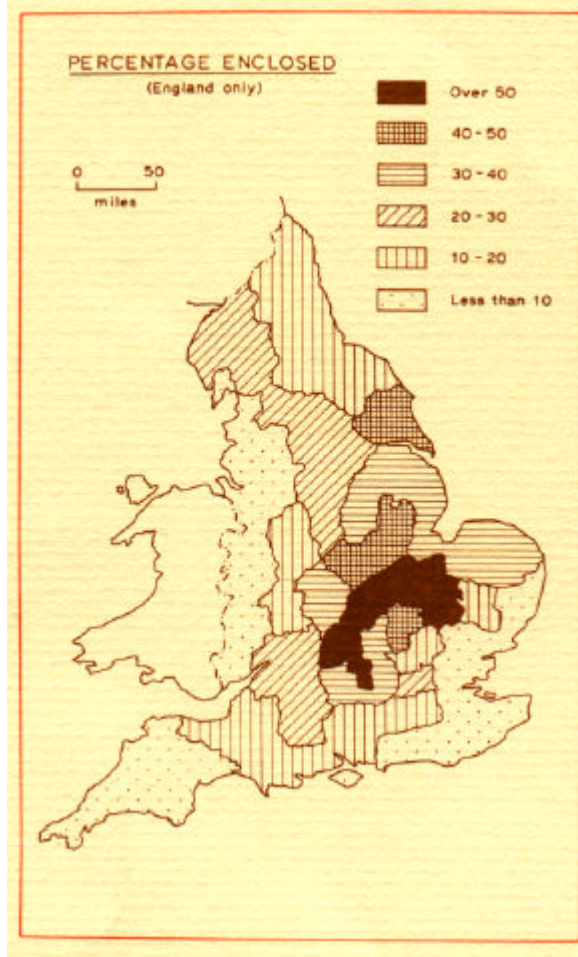 PERCENTAGE ENCLOSED
(England only)
Over 50
40-50
30-40
20-30
10-20
Less than 10
0 50
miles